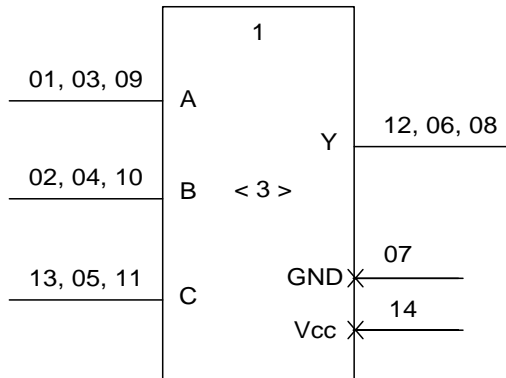 1
01, 03, 09
A
12, 06, 08
Y
02, 04, 10
B
< 3 >
07
GND
13, 05, 11
C
14
Vcc